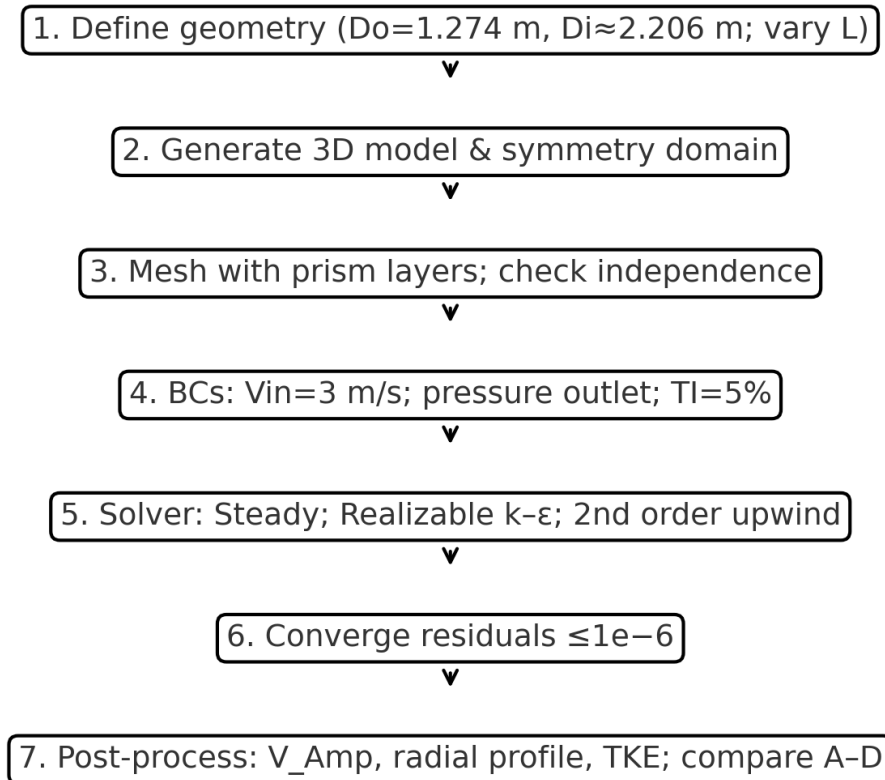 1. Define geometry (Do=1.274 m, Di≈2.206 m; vary L)
2. Generate 3D model & symmetry domain
3. Mesh with prism layers; check independence
4. BCs: Vin=3 m/s; pressure outlet; TI=5%
5. Solver: Steady; Realizable k–ε; 2nd order upwind
6. Converge residuals ≤1e−6
7. Post-process: V_Amp, radial profile, TKE; compare A–D